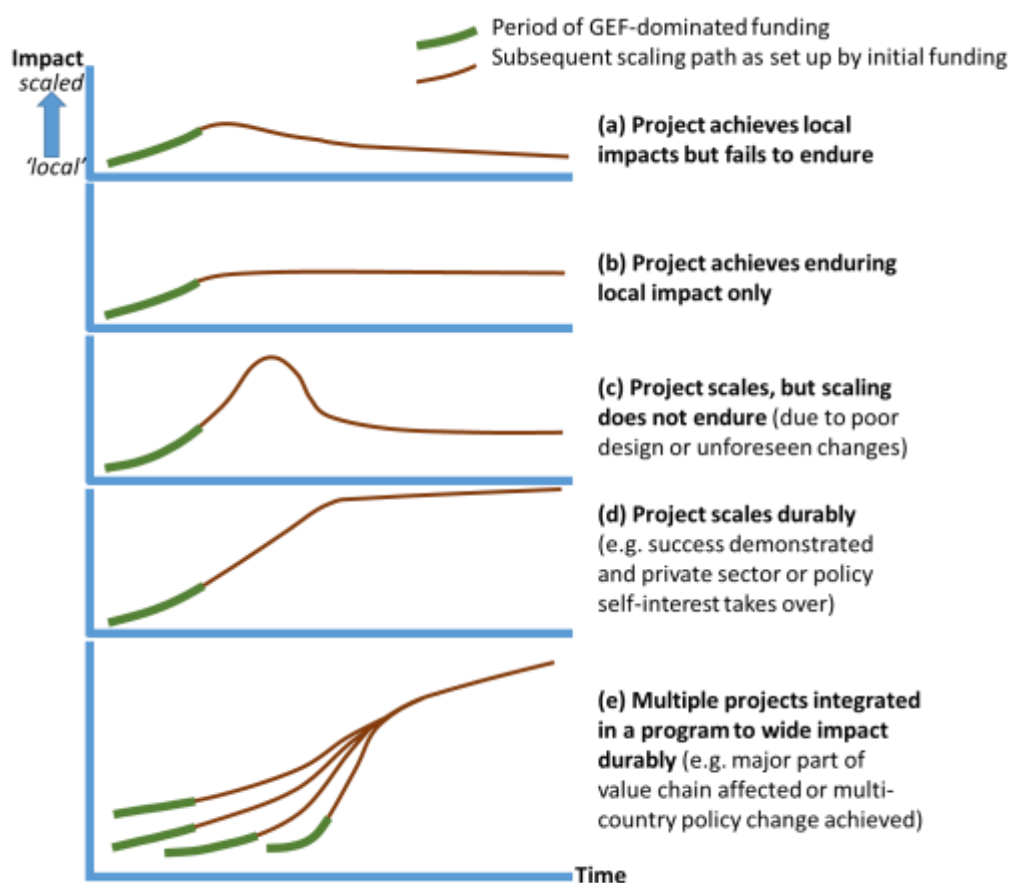 Period of GEF-dominated funding
Subsequent scaling path as set up by initial funding
Impact
scaled
'local'
(a) Project achieves local
impacts but fails to endure
(b) Project achieves enduring
local impact only
(c) Project scales, but scaling
does not endure (due to poor
design or unforeseen changes)
(d) Project scales durably
(e.g. success demonstrated
and private sector or policy
self-interest takes over)
(e) Multiple projects integrated
in a program to wide impact
durably (e.g. major part of
value chain affected or multi-
country policy change achieved)
Time